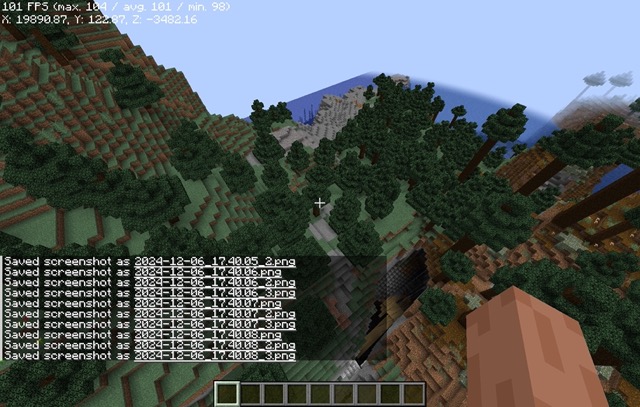 101 FPS (max. 104 / avg. 101 / min. 98)
X: 19890.87, Y: 122.87, Z: -3482.16
Saved screenshot as 2024-12-06_17.40.05_2.png
Saved screenshot as 2024-12-06_17.40.06.png
Saved screenshot as 2024-12-06_17.40.06_2.png
Saved screenshot as 2024-12-06_17.40.06_3.png
Saved screenshot as 2024-12-06_17.40.07.png
Saved screenshot as 2024-12-06_17.40.07_2.png
Saved screenshot as 2024-12-06_17.40.07_3.png
Saved screenshot as 2024-12-06_17.40.08.png
Saved screenshot as 2024-12-06_17.40.08_2.png
Saved screenshot as 2024-12-06_17.40.08_3.png